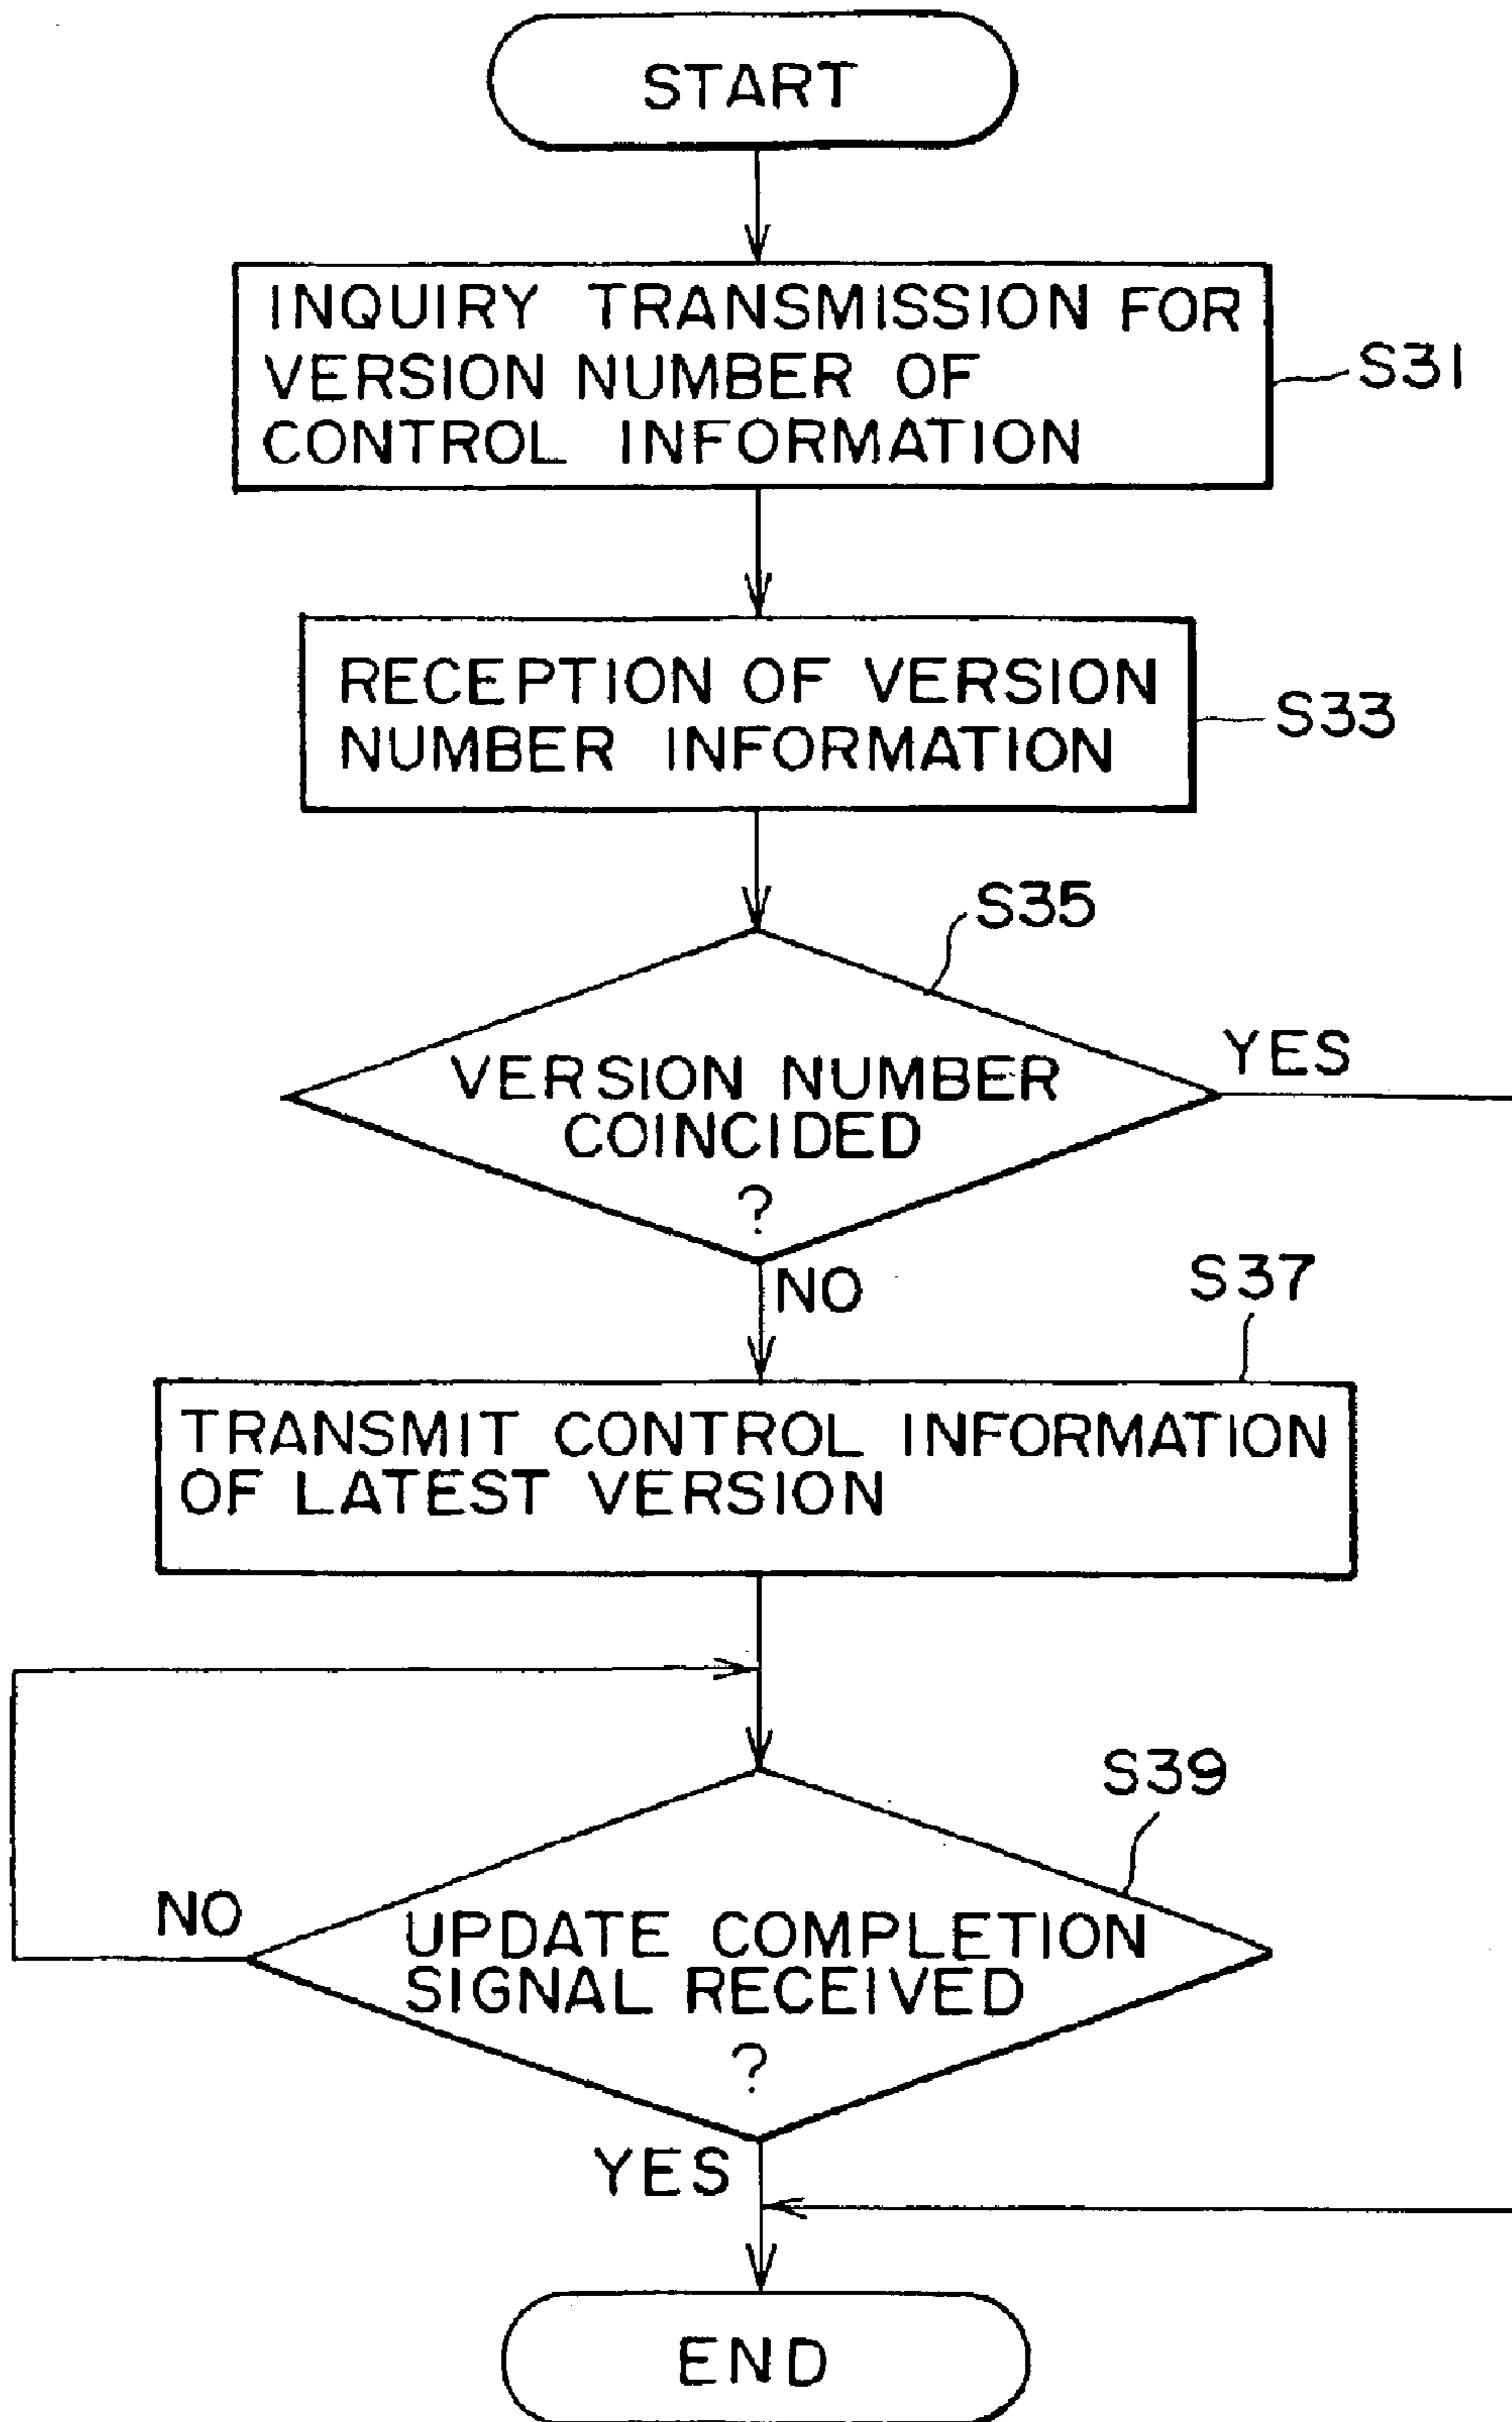 START
INQUIRY TRANSMISSION FOR
VERSION NUMBER OF
CONTROL INFORMATION
S31
RECEPTION OF VERSION
NUMBER INFORMATION
S33
S35
VERSION NUMBER
COINCIDED
?
YES
NO
S37
TRANSMIT CONTROL INFORMATION
OF LATEST VERSION
S39
NO
UPDATE COMPLETION
SIGNAL RECEIVED
?
YES
END